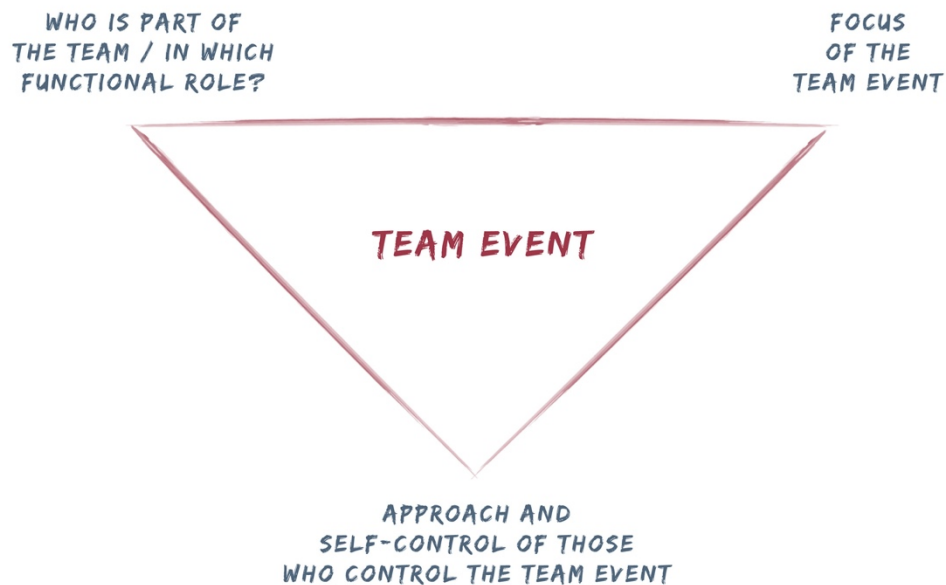 WHO IS PART OF
THE TEAM / IN WHICH
FUNCTIONAL ROLE?
FOCUS
OF THE
TEAM EVENT
TEAM EVENT
APPROACH AND
SELF-CONTROL OF THOSE
WHO CONTROL THE TEAM EVENT